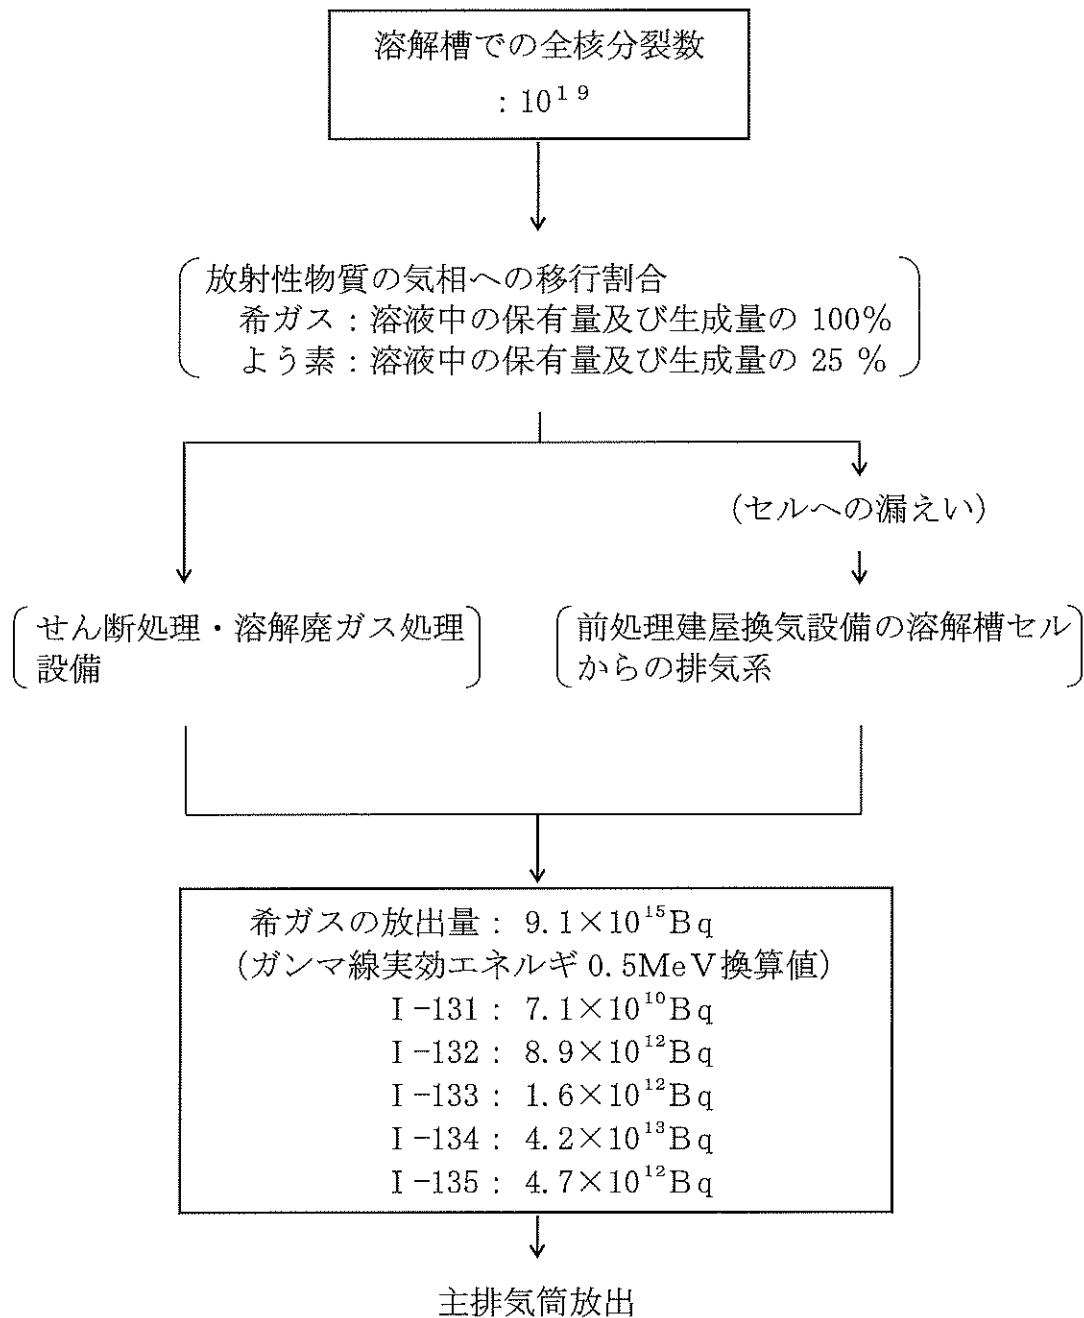 溶解槽での全核分裂数
：10¹⁹
放射性物質の気相への移行割合
希ガス：溶液中の保有量及び生成量の 100%
よう素：溶液中の保有量及び生成量の 25 %
(セルへの漏えい)
せん断処理・溶解廃ガス処理
設備
前処理建屋換気設備の溶解槽セル
からの排気系
希ガスの放出量： 9.1×10¹⁵Bq
(ガンマ線実効エネルギ 0.5MeV換算値)
I-131： 7.1×10¹⁰Bq
I-132： 8.9×10¹²Bq
I-133： 1.6×10¹²Bq
I-134： 4.2×10¹³Bq
I-135： 4.7×10¹²Bq
主排気筒放出